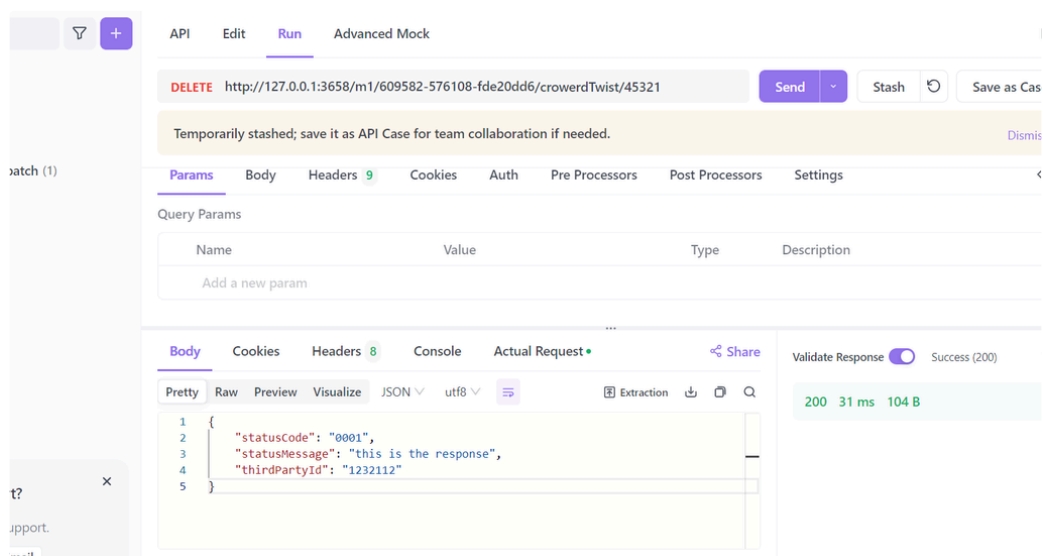 API Edit Run Advanced Mock
DELETE http://127.0.0.1:3658/m1/609582-576108-fde20dd6/crowerdTwist/45321 Send Stash Save as Cas
Temporarily stashed; save it as API Case for team collaboration if needed. Dismis
patch (1)
Params Body Headers 9 Cookies Auth Pre Processors Post Processors Settings
Query Params
Name Value Type Description
Add a new param
Body Cookies Headers 8 Console Actual Request • Share
Validate Response Success (200)
Pretty Raw Preview Visualize JSON utf8 Extraction
200 31 ms 104 B
1 {
2 "statusCode": "0001",
3 "statusMessage": "this is the response",
4 "thirdPartyId": "1232112"
5 }
t?
upport.